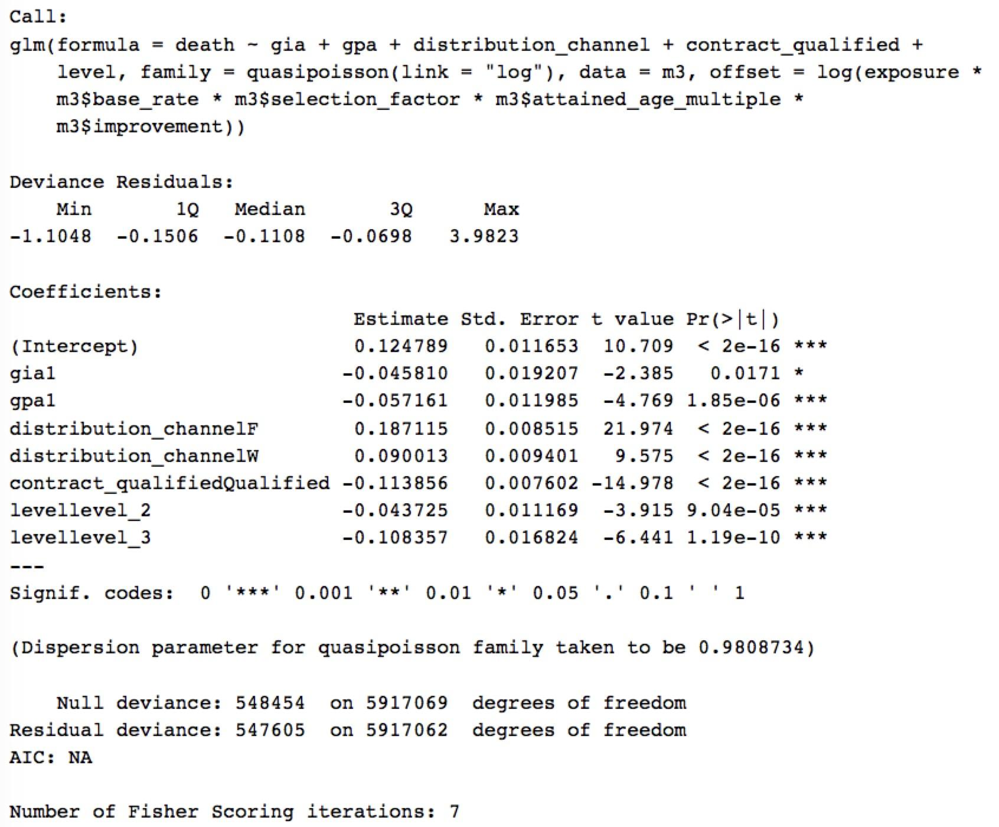 Call:
glm(formula = death ~ gia + gpa + distribution_channel + contract_qualified +
    level, family = quasipoisson(link = "log"), data = m3, offset = log(exposure *
    m3$base_rate * m3$selection_factor * m3$attained_age_multiple *
    m3$improvement))

Deviance Residuals:
    Min       1Q   Median       3Q      Max
-1.1048  -0.1506  -0.1108  -0.0698   3.9823

Coefficients:
                             Estimate Std. Error t value Pr(>|t|)
(Intercept)                  0.124789   0.011653  10.709  < 2e-16 ***
gia1                        -0.045810   0.019207  -2.385   0.0171 *
gpa1                        -0.057161   0.011985  -4.769 1.85e-06 ***
distribution_channelF        0.187115   0.008515  21.974  < 2e-16 ***
distribution_channelW        0.090013   0.009401   9.575  < 2e-16 ***
contract_qualifiedQualified -0.113856   0.007602 -14.978  < 2e-16 ***
levellevel_2                -0.043725   0.011169  -3.915 9.04e-05 ***
levellevel_3                -0.108357   0.016824  -6.441 1.19e-10 ***
---
Signif. codes:  0 '***' 0.001 '**' 0.01 '*' 0.05 '.' 0.1 ' ' 1

(Dispersion parameter for quasipoisson family taken to be 0.9808734)

    Null deviance: 548454  on 5917069  degrees of freedom
Residual deviance: 547605  on 5917062  degrees of freedom
AIC: NA

Number of Fisher Scoring iterations: 7